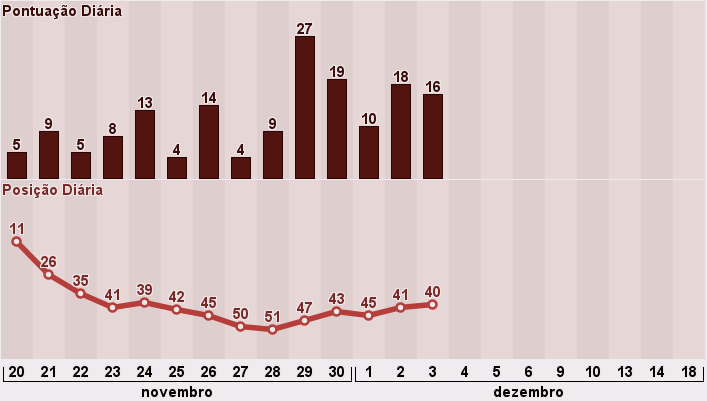 Pontuação Diária
5 9 5 8 13 4 14 4 9 27 19 10 18 16
Posição Diária
11 26 35 41 39 42 45 50 51 47 43 45 41 40
20 21 22 23 24 25 26 27 28 29 30 1 2 3 4 5 6 9 10 13 14 18
novembro dezembro